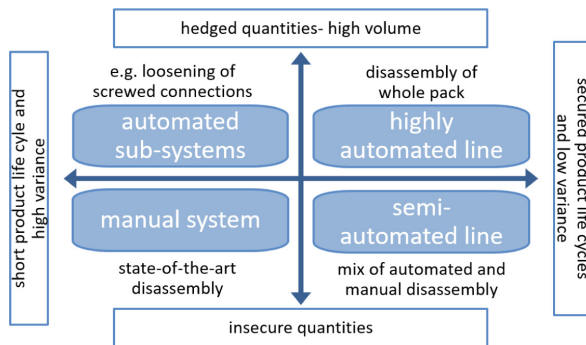 hedged quantities- high volume
short product life cyle and
high variance
e.g. loosening of
screwed connections
automated
sub-systems
disassembly of
whole pack
highly
automated line
manual system
state-of-the-art
disassembly
semi-
automated line
mix of automated and
manual disassembly
secured product life cycles
and low variance
insecure quantities